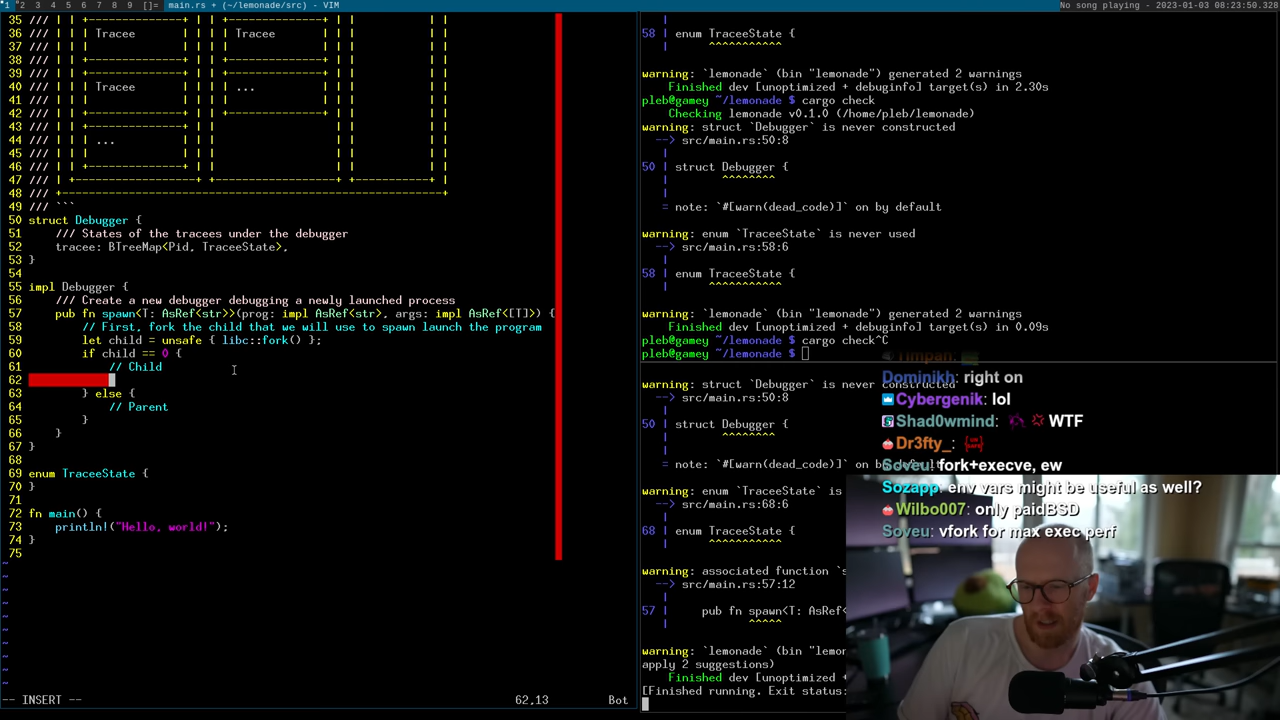 1 2 3 4 5 6 7 8 9 []= main.rs + (~/lemonade/src) - VIM
No song playing - 2023-01-03 08:23:50.328
35 /// | | +--------------+ | | +--------------+ | | |
36 /// | | | Tracee | | | | Tracee | | | |
37 /// | | | | | | | | | | |
38 /// | | +--------------+ | | +--------------+ | | |
39 /// | | +--------------+ | | +--------------+ | | |
40 /// | | | Tracee | | | | ... | | | |
41 /// | | | | | | | | | | |
42 /// | | +--------------+ | | +--------------+ | | |
43 /// | | +--------------+ | | | | |
44 /// | | | ... | | | | | |
45 /// | | | | | | | | |
46 /// | | +--------------+ | | | | |
47 /// | +------------------+ +------------------+ +-----------+ |
48 /// +---------------------------------------------------------+
49 /// ```
50 struct Debugger {
51 /// States of the tracees under the debugger
52 tracee: BTreeMap<Pid, TraceeState>,
53 }
54
55 impl Debugger {
56 /// Create a new debugger debugging a newly launched process
57 pub fn spawn<T: AsRef<str>>(prog: impl AsRef<str>, args: impl AsRef<[T]>) {
58 // First, fork the child that we will use to spawn launch the program
59 let child = unsafe { libc::fork() };
60 if child == 0 {
61 // Child
62
63 } else {
64 // Parent
65 }
66 }
67 }
68
69 enum TraceeState {
70 }
71
72 fn main() {
73 println!("Hello, world!");
74 }
75
~
~
~
~
~
~
~
~
~
~
-- INSERT -- 62,13 Bot
|
58 | enum TraceeState {
| ^^^^^^^^^^^
warning: `lemonade` (bin "lemonade") generated 2 warnings
Finished dev [unoptimized + debuginfo] target(s) in 2.30s
pleb@gamey ~/lemonade $ cargo check
Checking lemonade v0.1.0 (/home/pleb/lemonade)
warning: struct `Debugger` is never constructed
--> src/main.rs:50:8
|
50 | struct Debugger {
| ^^^^^^^^
|
= note: `#[warn(dead_code)]` on by default
warning: enum `TraceeState` is never used
--> src/main.rs:58:6
|
58 | enum TraceeState {
| ^^^^^^^^^^^
warning: `lemonade` (bin "lemonade") generated 2 warnings
Finished dev [unoptimized + debuginfo] target(s) in 0.09s
pleb@gamey ~/lemonade $ cargo check^C
pleb@gamey ~/lemonade $
warning: struct `Debugger` is never constructed
--> src/main.rs:50:8
|
50 | struct Debugger {
| ^^^^^^^^
|
= note: `#[warn(dead_code)]` on by
warning: enum `TraceeState` is
--> src/main.rs:68:6
|
68 | enum TraceeState {
| ^^^^^^^^^^^
warning: associated function `s
--> src/main.rs:57:12
|
57 | pub fn spawn<T: AsRef<
| ^^^^^
warning: `lemonade` (bin "lemon
apply 2 suggestions)
Finished dev [unoptimized +
[Finished running. Exit status:
Timpan:
Dominikh: right on
Cybergenik: lol
Shad0wmind: WTF
Dr3fty_:
Soveu: fork+execve, ew
Sozapp: env vars might be useful as well?
Wilbo007: only paidBSD
Soveu: vfork for max exec perf